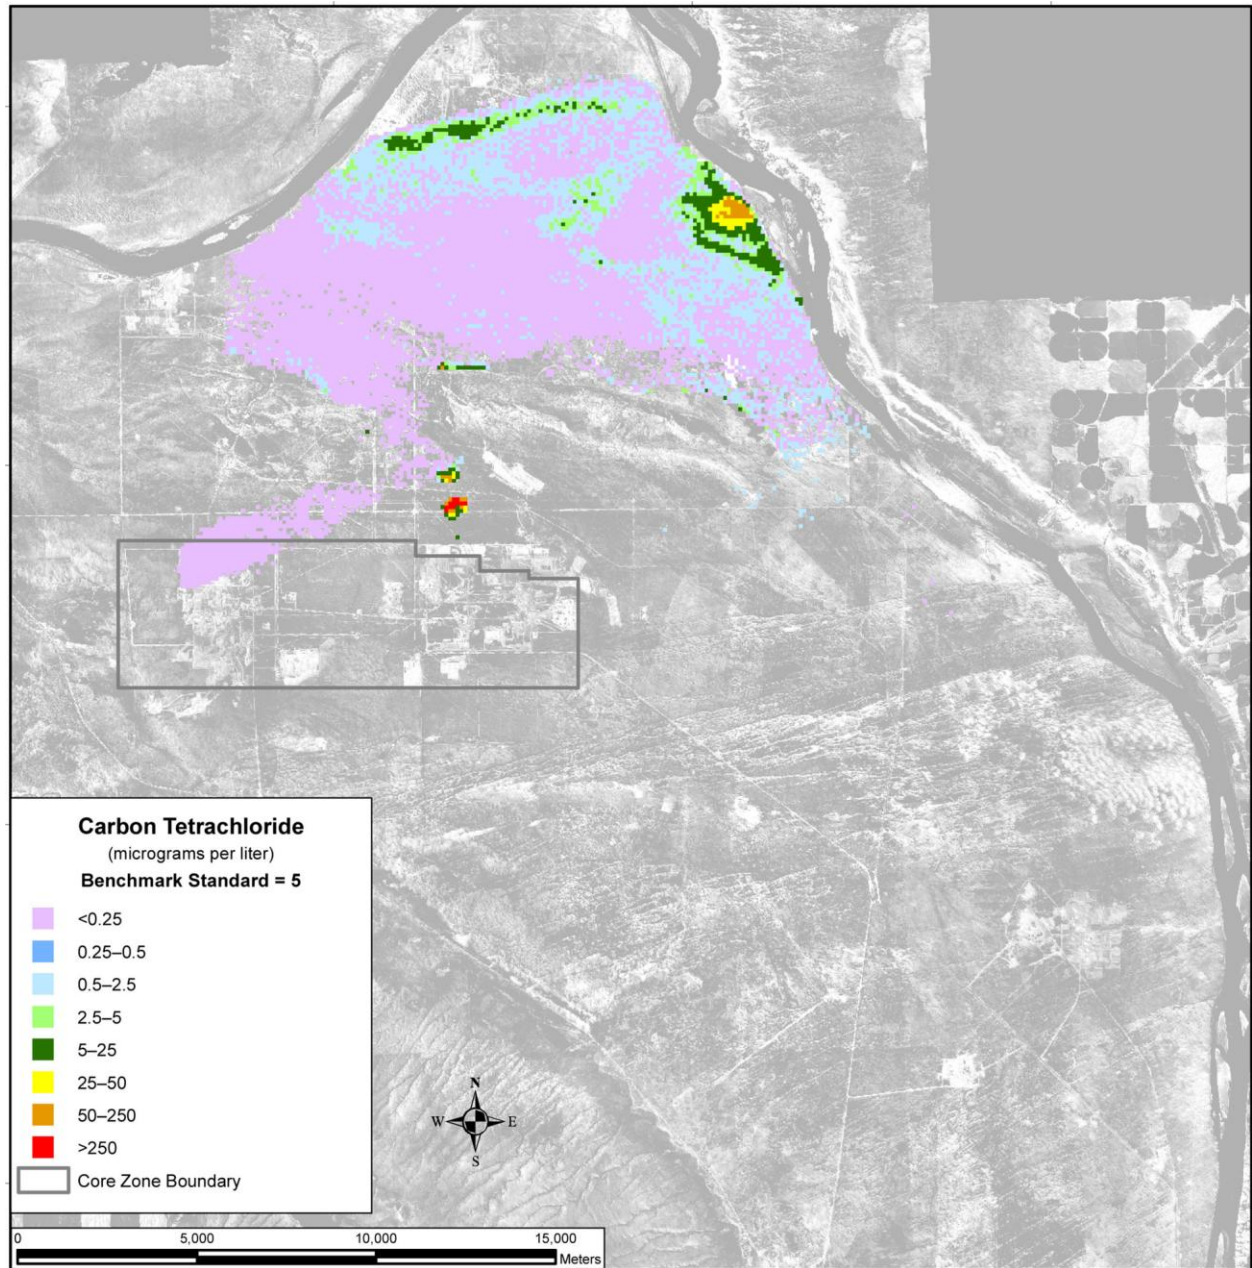 Carbon Tetrachloride
(micrograms per liter)
Benchmark Standard = 5
<0.25
0.25–0.5
0.5–2.5
2.5–5
5–25
25–50
50–250
>250
Core Zone Boundary
N
W E
S
0 5,000 10,000 15,000
Meters